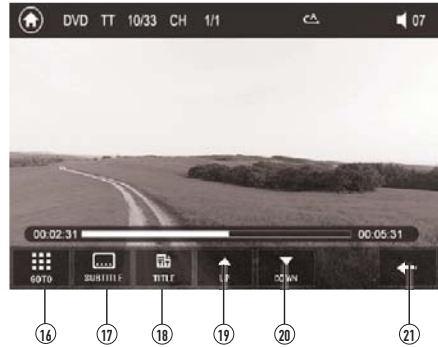 DVD TT 10/33 CH 1/1 07
00:02:31 00:05:31
GOTO SUBTITLE TITLE UP DOWN
16 17 18 19 20 21